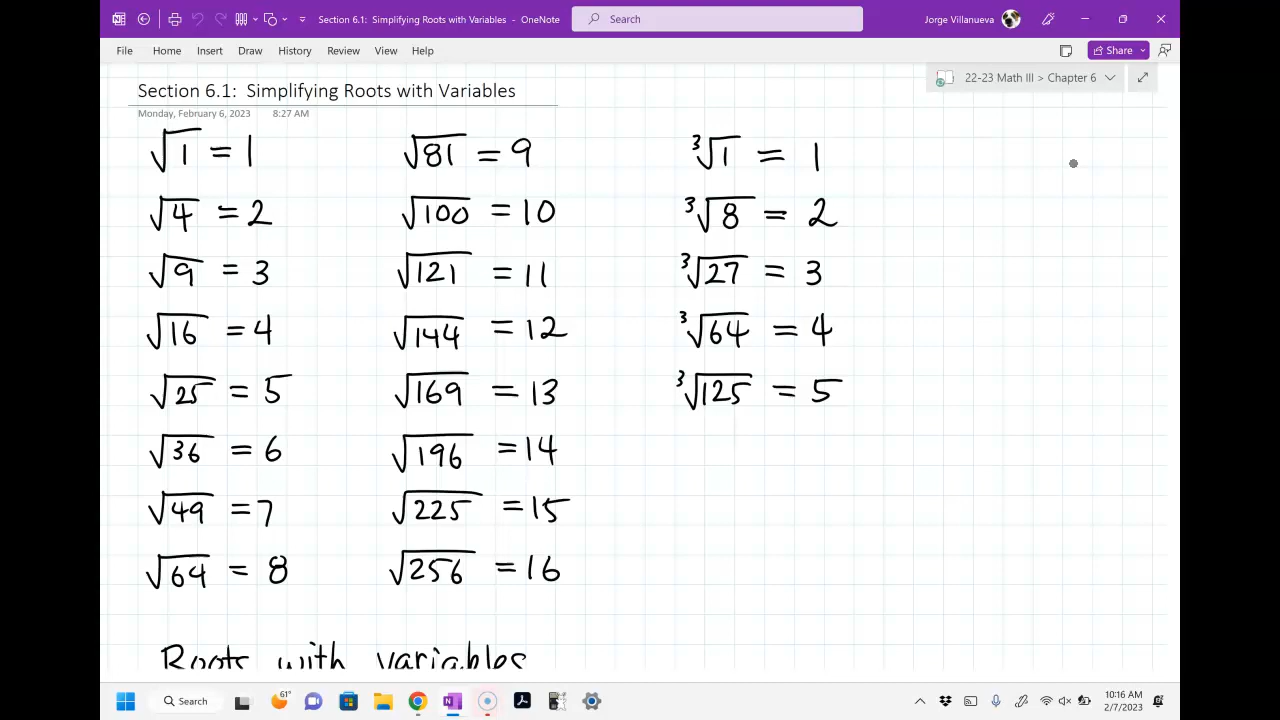 Section 6.1: Simplifying Roots with Variables - OneNote
Search
Jorge Villanueva
File Home Insert Draw History Review View Help
Share
22-23 Math III > Chapter 6
Section 6.1: Simplifying Roots with Variables
Monday, February 6, 2023 8:27 AM
√1 = 1
√4 = 2
√9 = 3
√16 = 4
√25 = 5
√36 = 6
√49 = 7
√64 = 8
√81 = 9
√100 = 10
√121 = 11
√144 = 12
√169 = 13
√196 = 14
√225 = 15
√256 = 16
³√1 = 1
³√8 = 2
³√27 = 3
³√64 = 4
³√125 = 5
Roots with variables
Search
61°
10:16 AM
2/7/2023